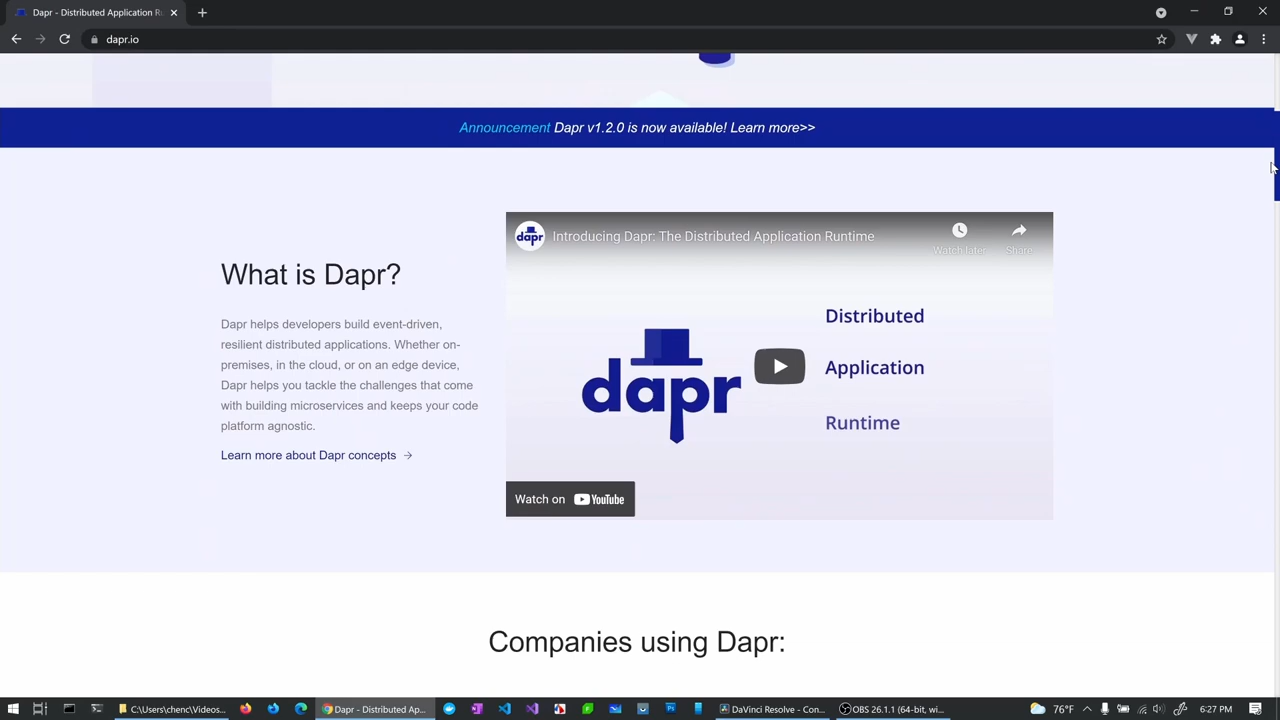 Dapr - Distributed Application Ru
dapr.io
Announcement Dapr v1.2.0 is now available! Learn more>>
What is Dapr?
Dapr helps developers build event-driven,
resilient distributed applications. Whether on-
premises, in the cloud, or on an edge device,
Dapr helps you tackle the challenges that come
with building microservices and keeps your code
platform agnostic.
Learn more about Dapr concepts
dapr
Introducing Dapr: The Distributed Application Runtime
Watch later
Share
dapr
Distributed
Application
Runtime
Watch on YouTube
Companies using Dapr:
C:\Users\chenc\Videos...
Dapr - Distributed Ap...
DaVinci Resolve - Con...
OBS 26.1.1 (64-bit, wi...
76°F
6:27 PM